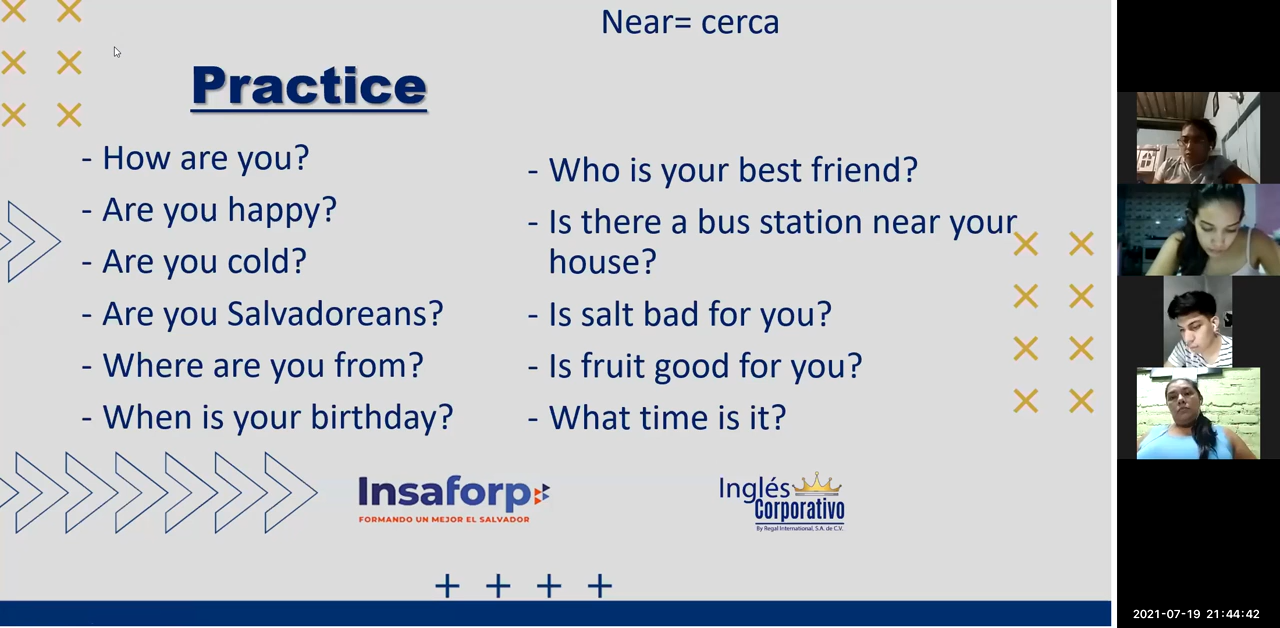 Near= cerca
Practice
- How are you?
- Are you happy?
- Are you cold?
- Are you Salvadoreans?
- Where are you from?
- When is your birthday?
- Who is your best friend?
- Is there a bus station near your
house?
- Is salt bad for you?
- Is fruit good for you?
- What time is it?
Insaforp
FORMANDO UN MEJOR EL SALVADOR
Inglés
Corporativo
By Regal International, S.A. de C.V.
2021-07-19 21:44:42